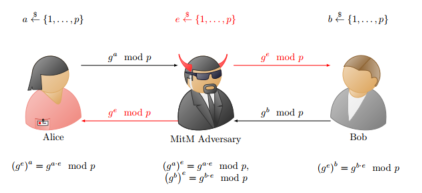 a ←$ {1, . . . , p} e ←$ {1, . . . , p} b ←$ {1, . . . , p}
g^a mod p g^e mod p
g^e mod p g^b mod p
Alice MitM Adversary Bob
(g^e)^a = g^{a·e} mod p (g^a)^e = g^{a·e} mod p, (g^e)^b = g^{b·e} mod p
(g^b)^e = g^{b·e} mod p